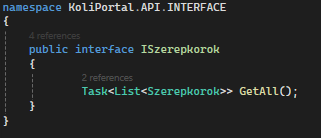 namespace KoliPortal.API.INTERFACE
{
4 references
public interface ISzerepkorok
{
2 references
Task<List<Szerepkorok>> GetAll();
}
}